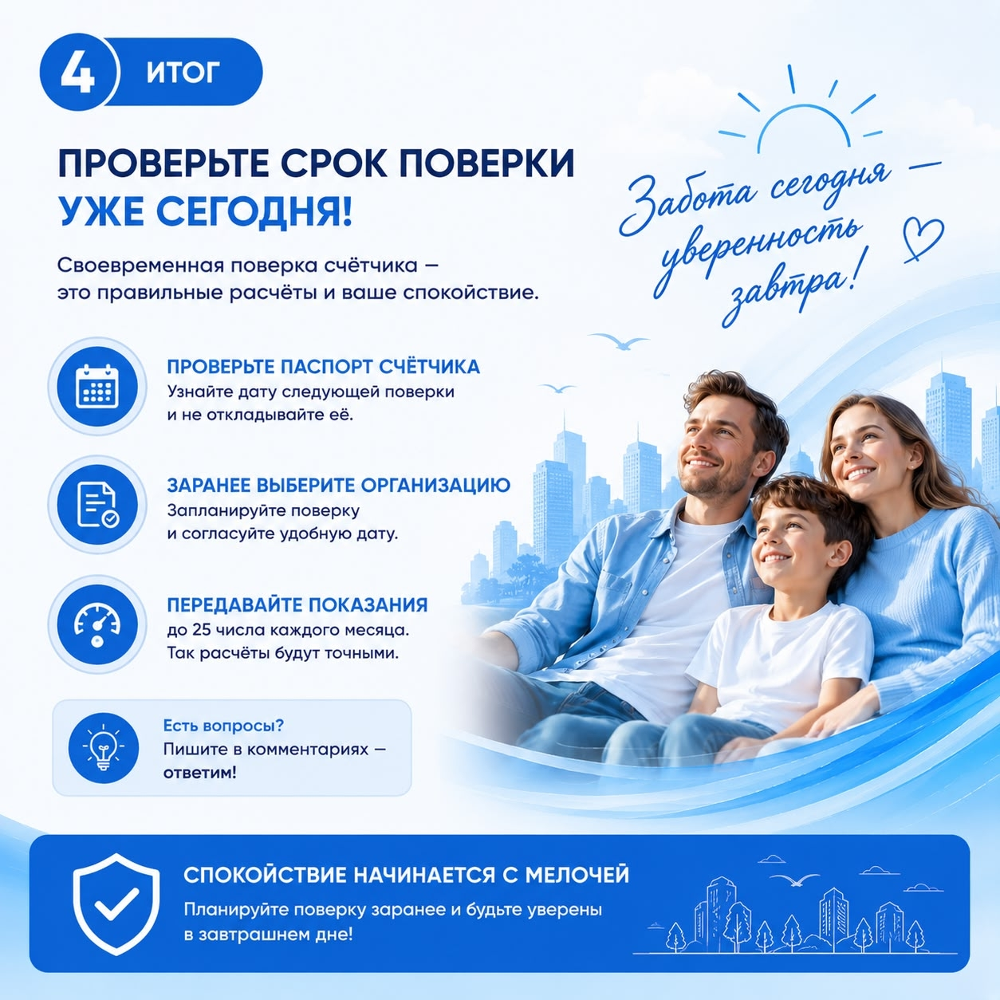 4
ИТОГ
ПРОВЕРЬТЕ СРОК ПОВЕРКИ
УЖЕ СЕГОДНЯ!
Своевременная поверка счётчика –
это правильные расчёты и ваше спокойствие.
Забота сегодня –
уверенность
завтра!
ПРОВЕРЬТЕ ПАСПОРТ СЧЁТЧИКА
Узнайте дату следующей поверки
и не откладывайте её.
ЗАРАНЕЕ ВЫБЕРИТЕ ОРГАНИЗАЦИЮ
Запланируйте поверку
и согласуйте удобную дату.
ПЕРЕДАВАЙТЕ ПОКАЗАНИЯ
до 25 числа каждого месяца.
Так расчёты будут точными.
Есть вопросы?
Пишите в комментариях –
ответим!
СПОКОЙСТВИЕ НАЧИНАЕТСЯ С МЕЛОЧЕЙ
Планируйте поверку заранее и будьте уверены
в завтрашнем дне!